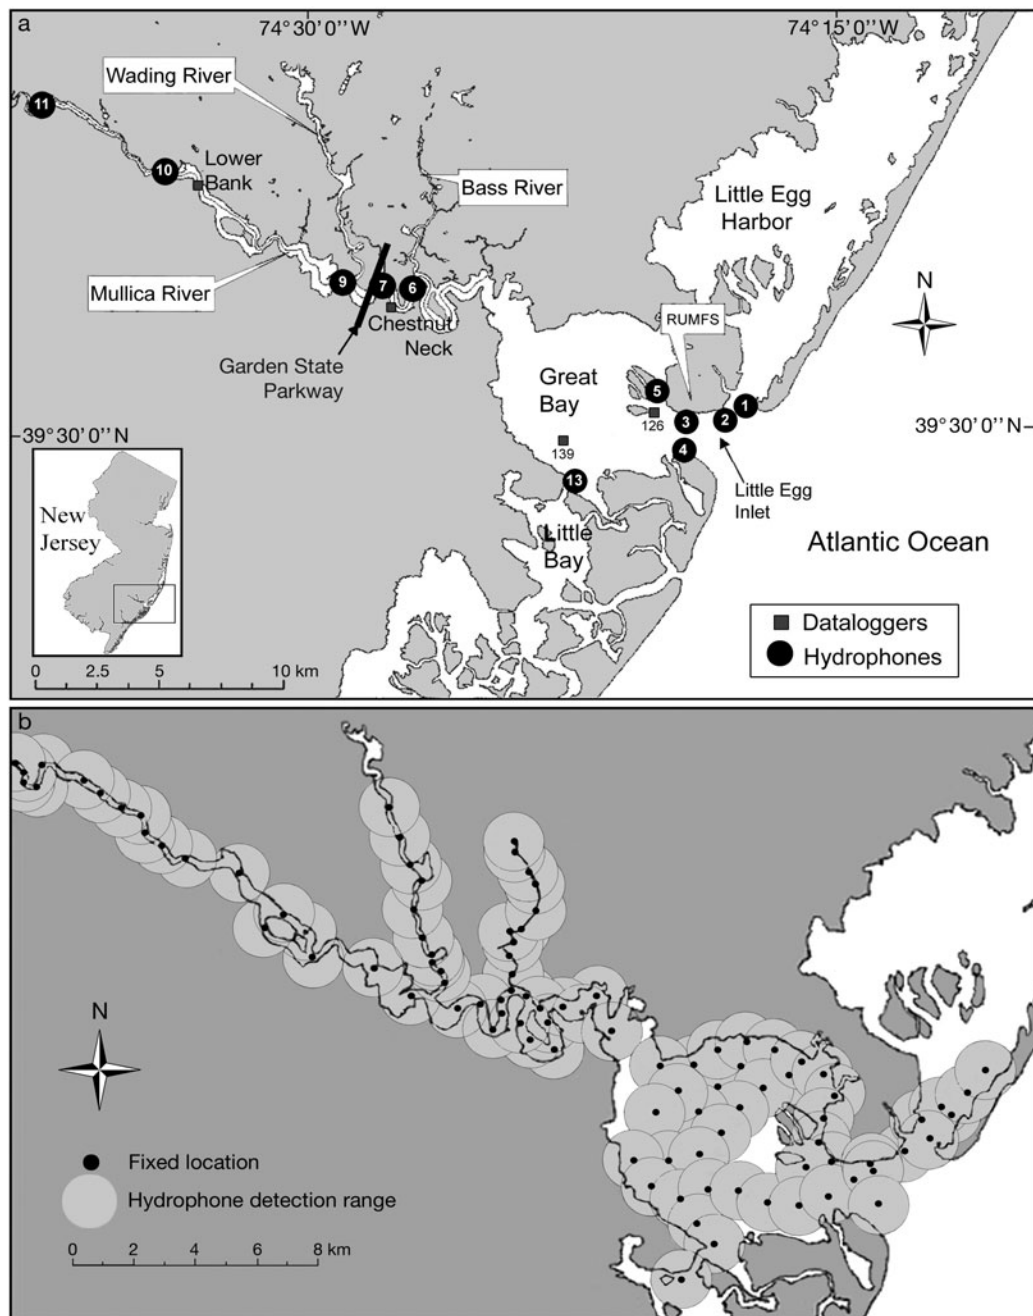 a
74°30'0''W
74°15'0''W
Wading River
11
10
Lower
Bank
Bass River
Little Egg
Harbor
Mullica River
9
7
6
N
Chestnut
Neck
RUMFS
Garden State
Parkway
Great
Bay
5
1
2
3
126
39°30'0''N
39°30'0''N
139
4
13
Little Egg
Inlet
New
Jersey
Little
Bay
Atlantic Ocean
Dataloggers
Hydrophones
0 2.5 5 10 km
b
N
Fixed location
Hydrophone detection range
0 2 4 6 8 km